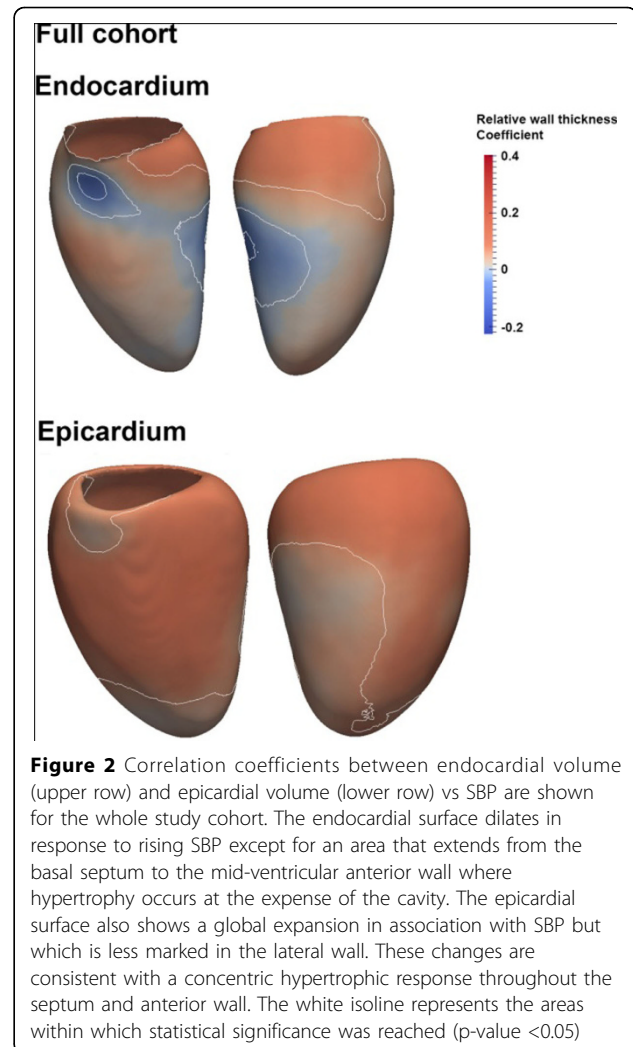 Full cohort
Endocardium
Relative wall thickness
Coefficient
0.4
0.2
0
-0.2
Epicardium
Figure 2 Correlation coefficients between endocardial volume
(upper row) and epicardial volume (lower row) vs SBP are shown
for the whole study cohort. The endocardial surface dilates in
response to rising SBP except for an area that extends from the
basal septum to the mid-ventricular anterior wall where
hypertrophy occurs at the expense of the cavity. The epicardial
surface also shows a global expansion in association with SBP but
which is less marked in the lateral wall. These changes are
consistent with a concentric hypertrophic response throughout the
septum and anterior wall. The white isoline represents the areas
within which statistical significance was reached (p-value <0.05)